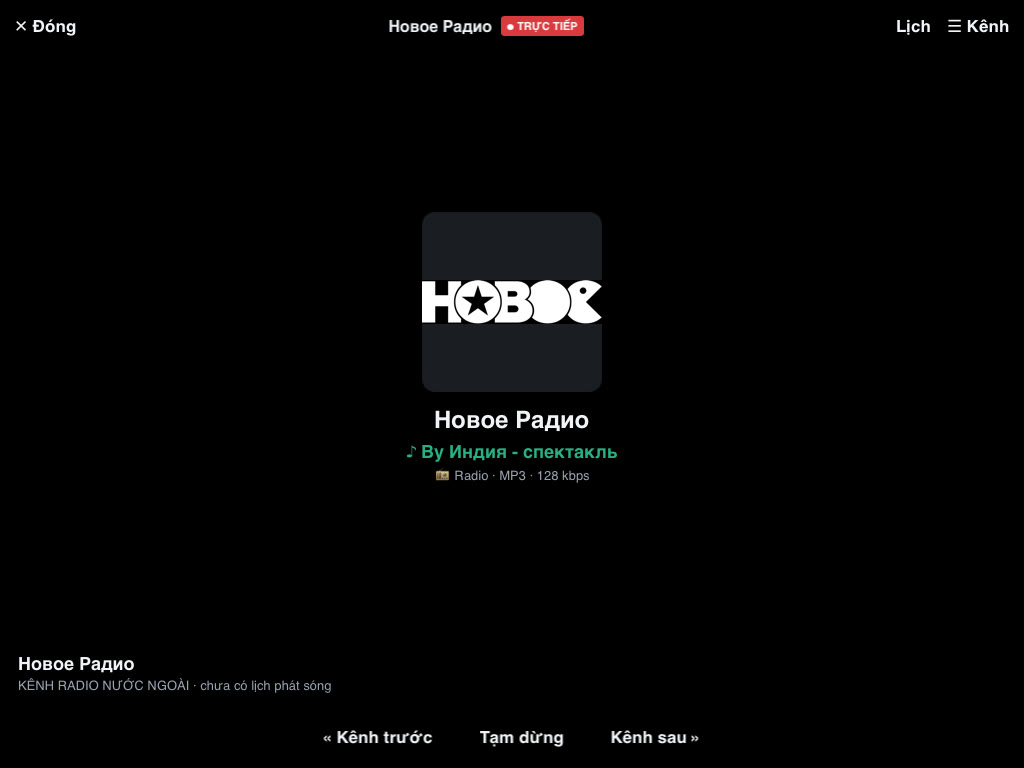 ✕ Đóng
Новое Радио
● TRỰC TIẾP
Lịch
☰ Kênh
НОВОЕ
Новое Радио
♪ By Индия - спектакль
📻 Radio · MP3 · 128 kbps
Новое Радио
KÊNH RADIO NƯỚC NGOÀI · chưa có lịch phát sóng
« Kênh trước
Tạm dừng
Kênh sau »